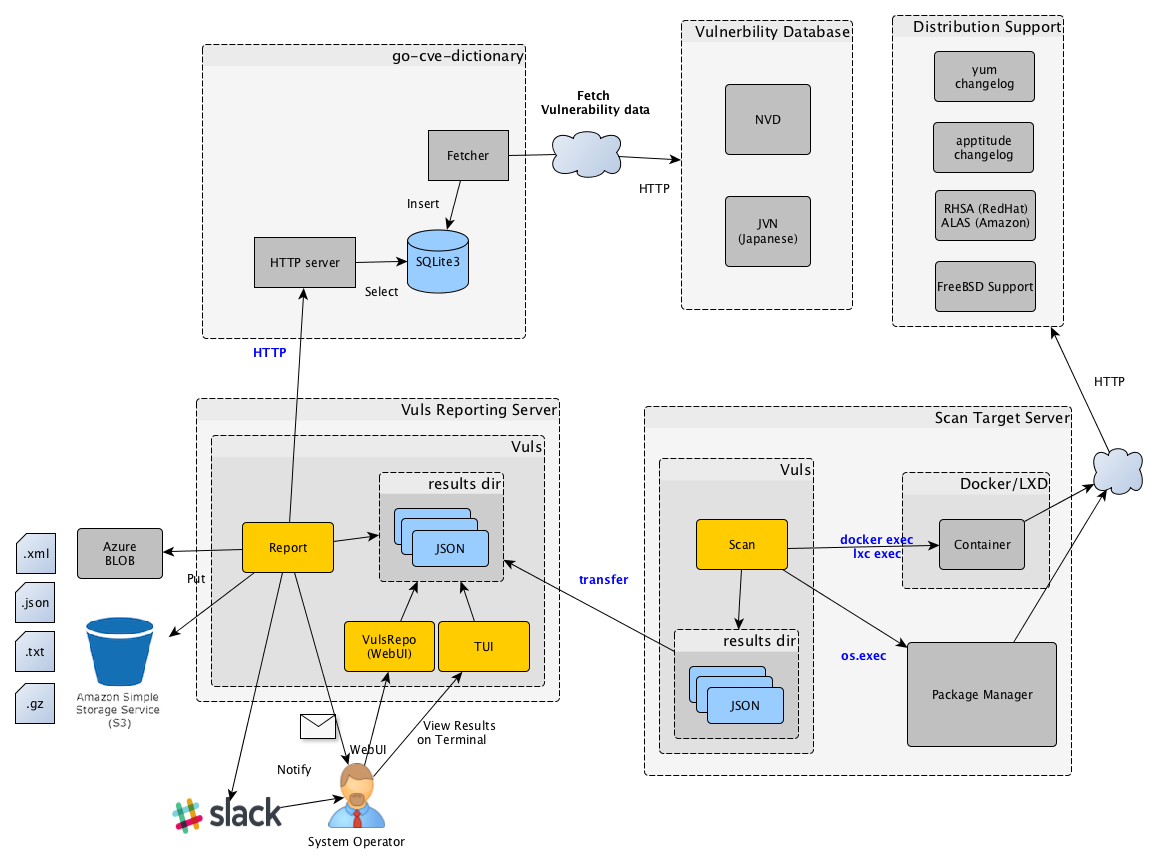 go-cve-dictionary
Fetcher
Insert
HTTP server
SQLite3
Select
Fetch
Vulnerability data
HTTP
Vulnerbility Database
NVD
JVN
(Japanese)
Distribution Support
yum
changelog
apptitude
changelog
RHSA (RedHat)
ALAS (Amazon)
FreeBSD Support
HTTP
HTTP
Vuls Reporting Server
Vuls
results dir
JSON
Report
VulsRepo
(WebUI)
TUI
Azure
BLOB
Put
.xml
.json
.txt
.gz
Amazon Simple
Storage Service
(S3)
transfer
Scan Target Server
Vuls
Scan
results dir
JSON
Docker/LXD
docker exec
lxc exec
Container
os.exec
Package Manager
View Results
on Terminal
WebUI
Notify
slack
System Operator